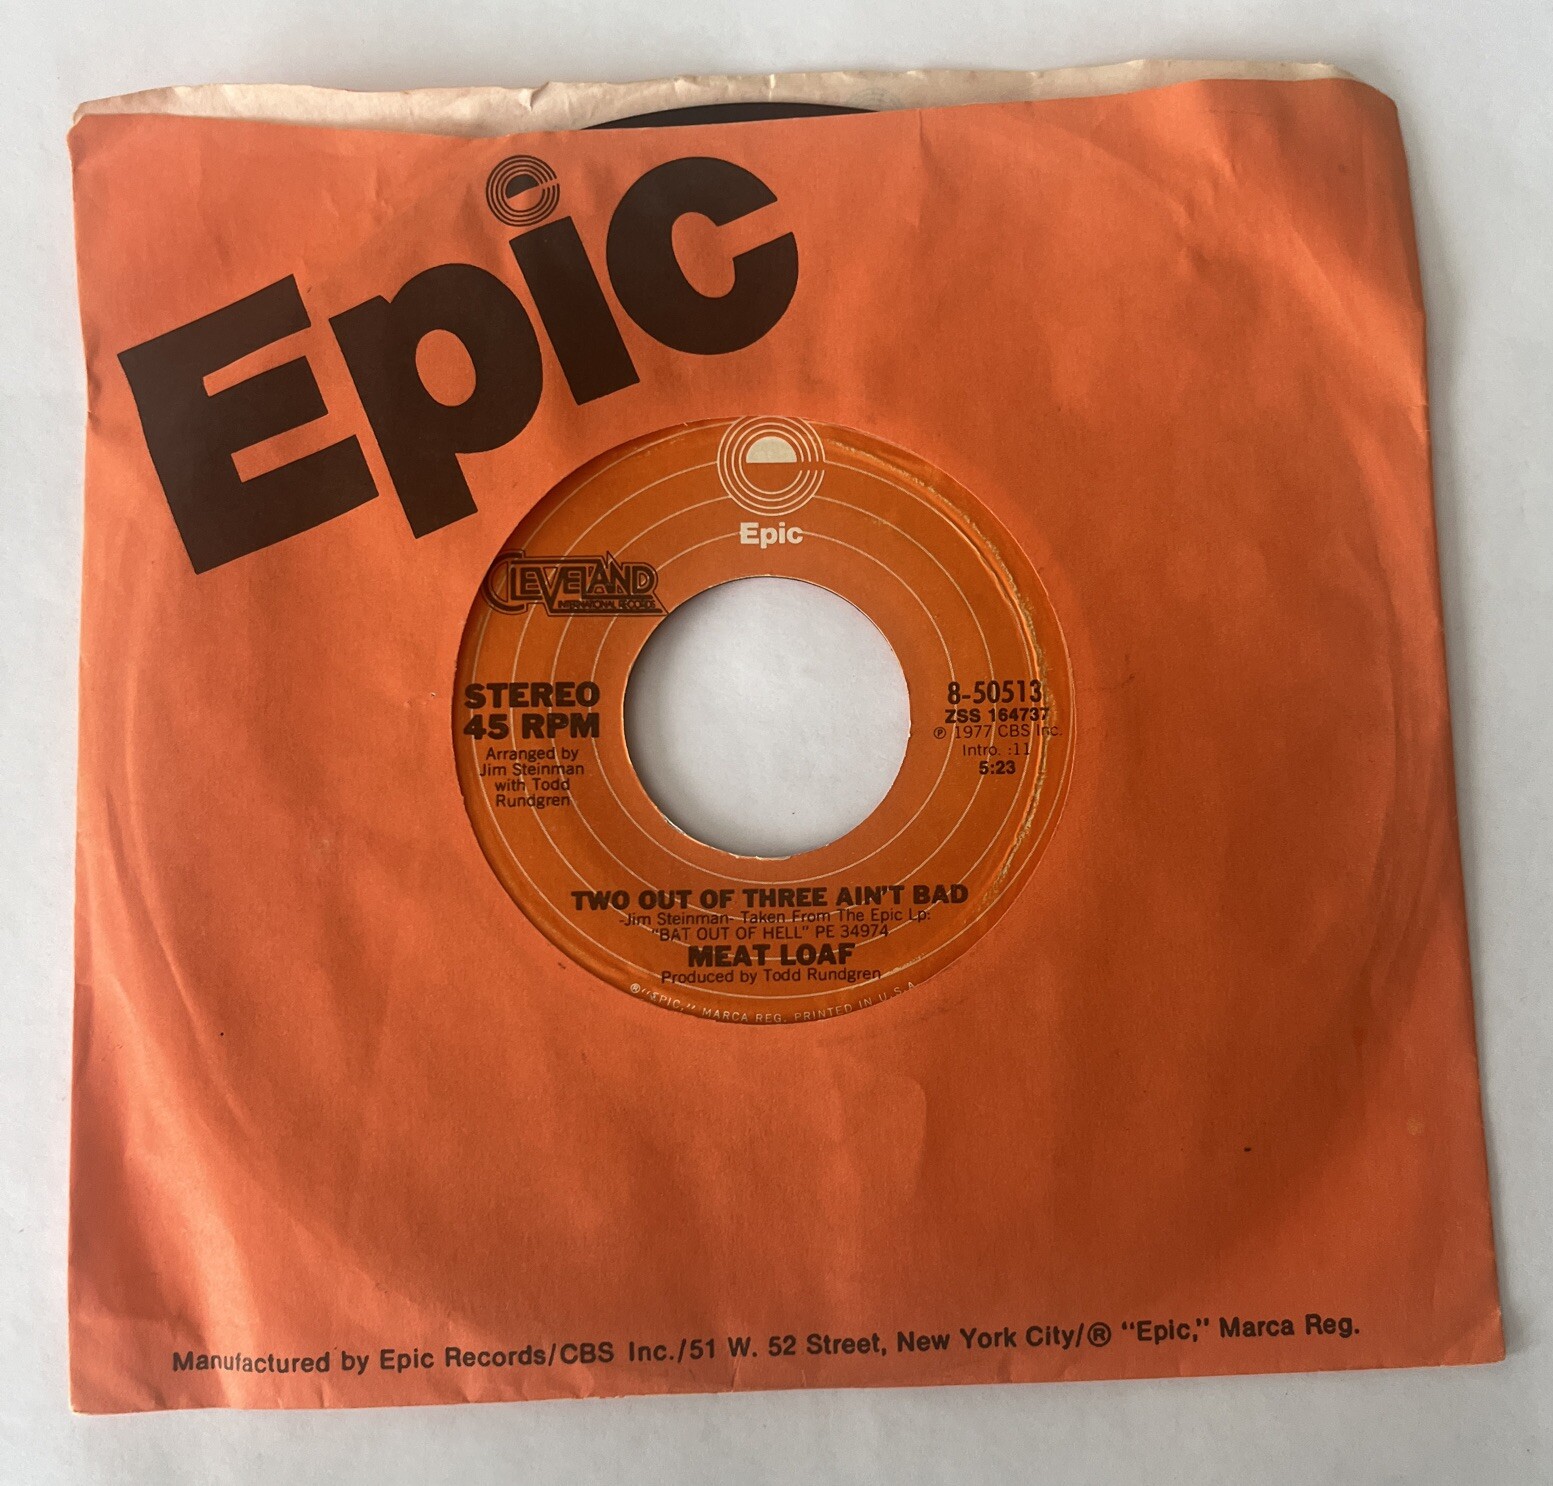 Epic
Epic
CLEVELAND
INTERNATIONAL RECORDS
STEREO
45 RPM
Arranged by
Jim Steinman
with Todd
Rundgren
8-50513
ZSS 164737
℗ 1977 CBS Inc.
Intro. :11
5:23
TWO OUT OF THREE AIN'T BAD
-Jim Steinman- Taken From The Epic Lp:
"BAT OUT OF HELL" PE 34974
MEAT LOAF
Produced by Todd Rundgren
®"EPIC," MARCA REG. PRINTED IN U.S.A.
Manufactured by Epic Records/CBS Inc./51 W. 52 Street, New York City/® "Epic," Marca Reg.